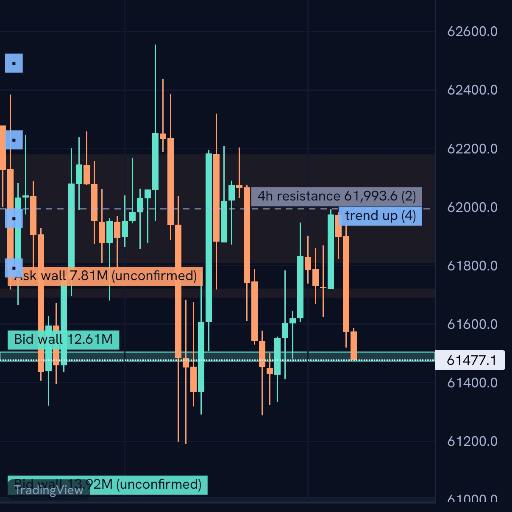 62600.0
62400.0
62200.0
4h resistance 61,993.6 (2)
62000.0
trend up (4)
61800.0
Ask wall 7.81M (unconfirmed)
61600.0
Bid wall 12.61M
61477.1
61400.0
61200.0
Bid wall 13.92M (unconfirmed)
TradingView
61000.0